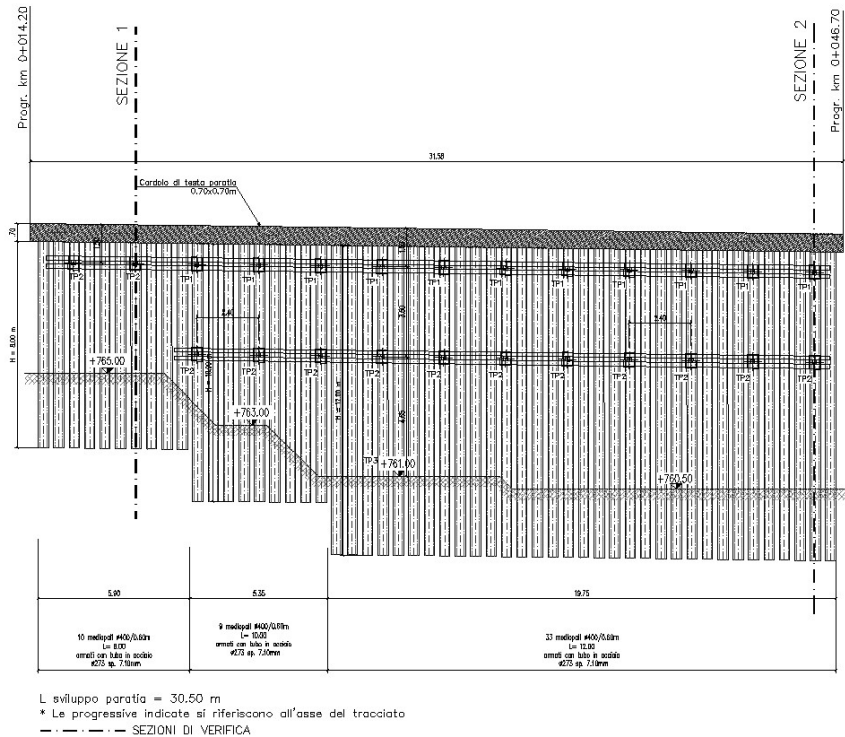 Progr. km 0+014.20
SEZIONE 1
SEZIONE 2
Progr. km 0+046.70
31.58
Cordolo di testa paratia
0.70x0.70m
.70
H = 8.00 m
TP2
TP2
TP1
TP1
TP1
TP1
TP1
TP1
TP1
TP1
TP1
TP1
TP1
2.40
2.40
+765.00
TP2
TP2
TP2
TP2
TP2
TP2
TP2
TP2
TP2
TP2
TP2
+763.00
TP3
+761.00
+760.50
5.90
5.35
19.75
10 mediopali ø400/0.60m
L= 8.00
armati con tubo in acciaio
ø273 sp. 7.10mm
9 mediopali ø400/0.60m
L= 10.00
armati con tubo in acciaio
ø273 sp. 7.10mm
33 mediopali ø400/0.60m
L= 12.00
armati con tubo in acciaio
ø273 sp. 7.10mm
L sviluppo paratia = 30.50 m
* Le progressive indicate si riferiscono all'asse del tracciato
SEZIONI DI VERIFICA